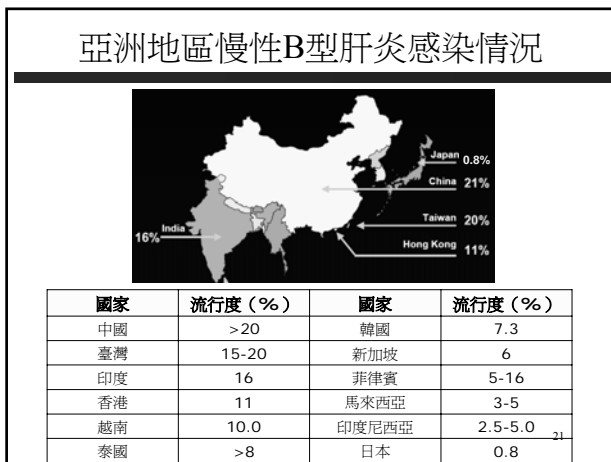 亞洲地區慢性B型肝炎感染情況
Japan 0.8%
China 21%
Taiwan 20%
India
16%
Hong Kong 11%
國家 流行度（%） 國家 流行度（%）
中國 >20 韓國 7.3
臺灣 15-20 新加坡 6
印度 16 菲律賓 5-16
香港 11 馬來西亞 3-5
越南 10.0 印度尼西亞 2.5-5.0
泰國 >8 日本 0.8
21